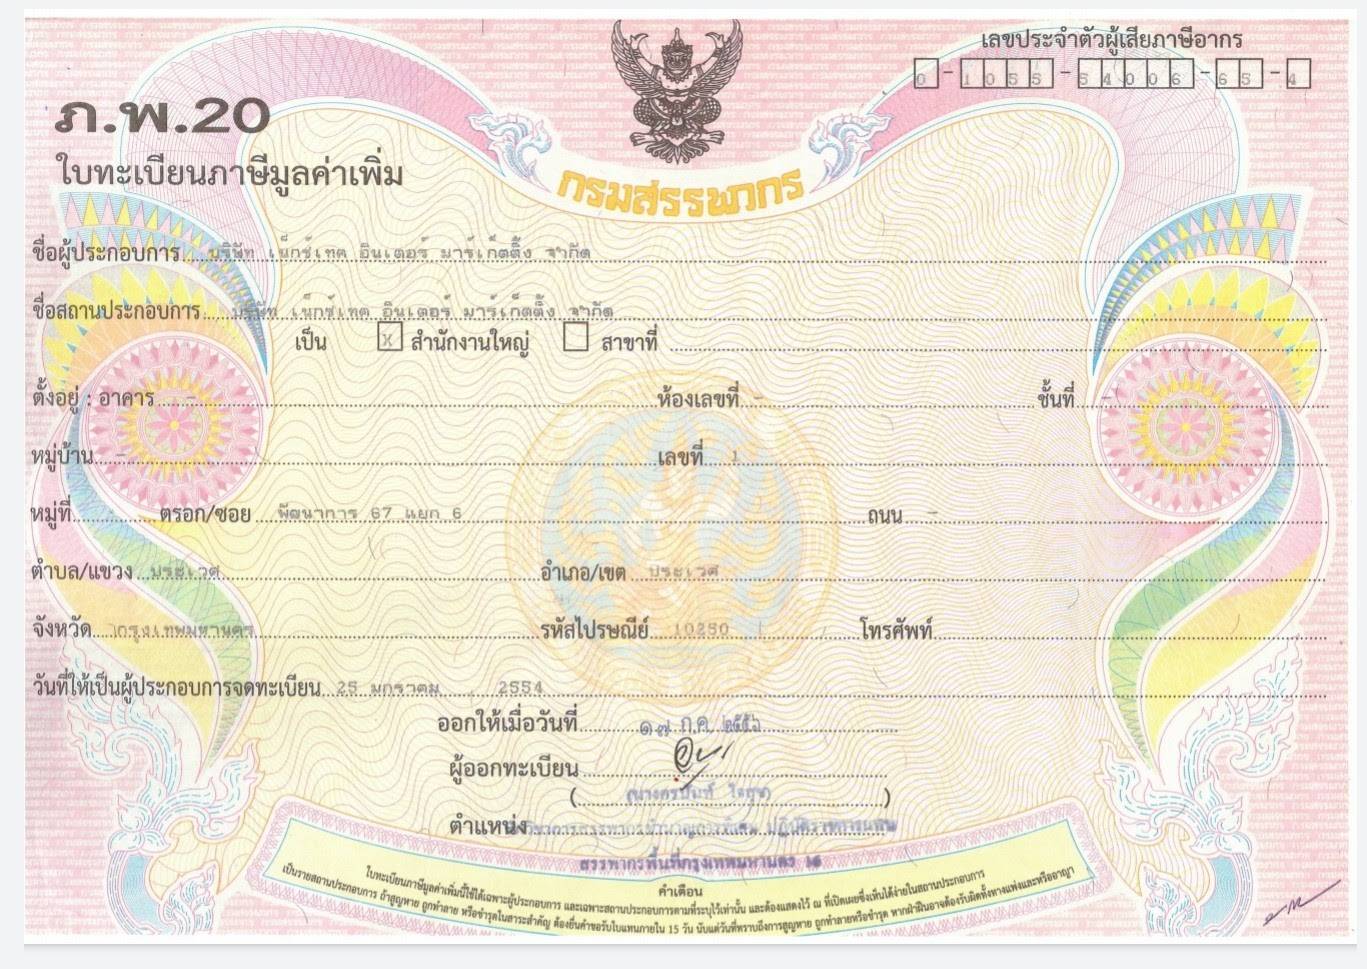 เลขประจำตัวผู้เสียภาษีอากร
0-1055-54006-65-4
ภ.พ.20
ใบทะเบียนภาษีมูลค่าเพิ่ม
กรมสรรพากร
ชื่อผู้ประกอบการ บริษัท เน็กซ์เทค อินเตอร์ มาร์เก็ตติ้ง จำกัด
ชื่อสถานประกอบการ บริษัท เน็กซ์เทค อินเตอร์ มาร์เก็ตติ้ง จำกัด
เป็น X สำนักงานใหญ่ สาขาที่
ตั้งอยู่ : อาคาร - ห้องเลขที่ - ชั้นที่ -
หมู่บ้าน - เลขที่ 1
หมู่ที่ - ตรอก/ซอย พัฒนาการ 67 แยก 6 ถนน -
ตำบล/แขวง ประเวศ อำเภอ/เขต ประเวศ
จังหวัด กรุงเทพมหานคร รหัสไปรษณีย์ 10250 โทรศัพท์
วันที่ให้เป็นผู้ประกอบการจดทะเบียน 25 มกราคม 2554
ออกให้เมื่อวันที่ ๑๗ ก.ค. ๒๕๕๖
ผู้ออกทะเบียน
ตำแหน่ง
สรรพากรพื้นที่กรุงเทพมหานคร
คำเตือน
ใบทะเบียนภาษีมูลค่าเพิ่มนี้ใช้ได้เฉพาะผู้ประกอบการ และเฉพาะสถานประกอบการตามที่ระบุไว้เท่านั้น และต้องแสดงไว้ ณ ที่เปิดเผยซึ่งเห็นได้ง่ายในสถานประกอบการ
เป็นรายสถานประกอบการ ถ้าสูญหาย ถูกทำลาย หรือชำรุดในสาระสำคัญ ต้องยื่นคำขอรับใบแทนภายใน 15 วัน นับแต่วันที่ทราบถึงการสูญหาย ถูกทำลายหรือชำรุด หากฝ่าฝืนอาจต้องรับผิดทั้งทางแพ่งและหรืออาญา